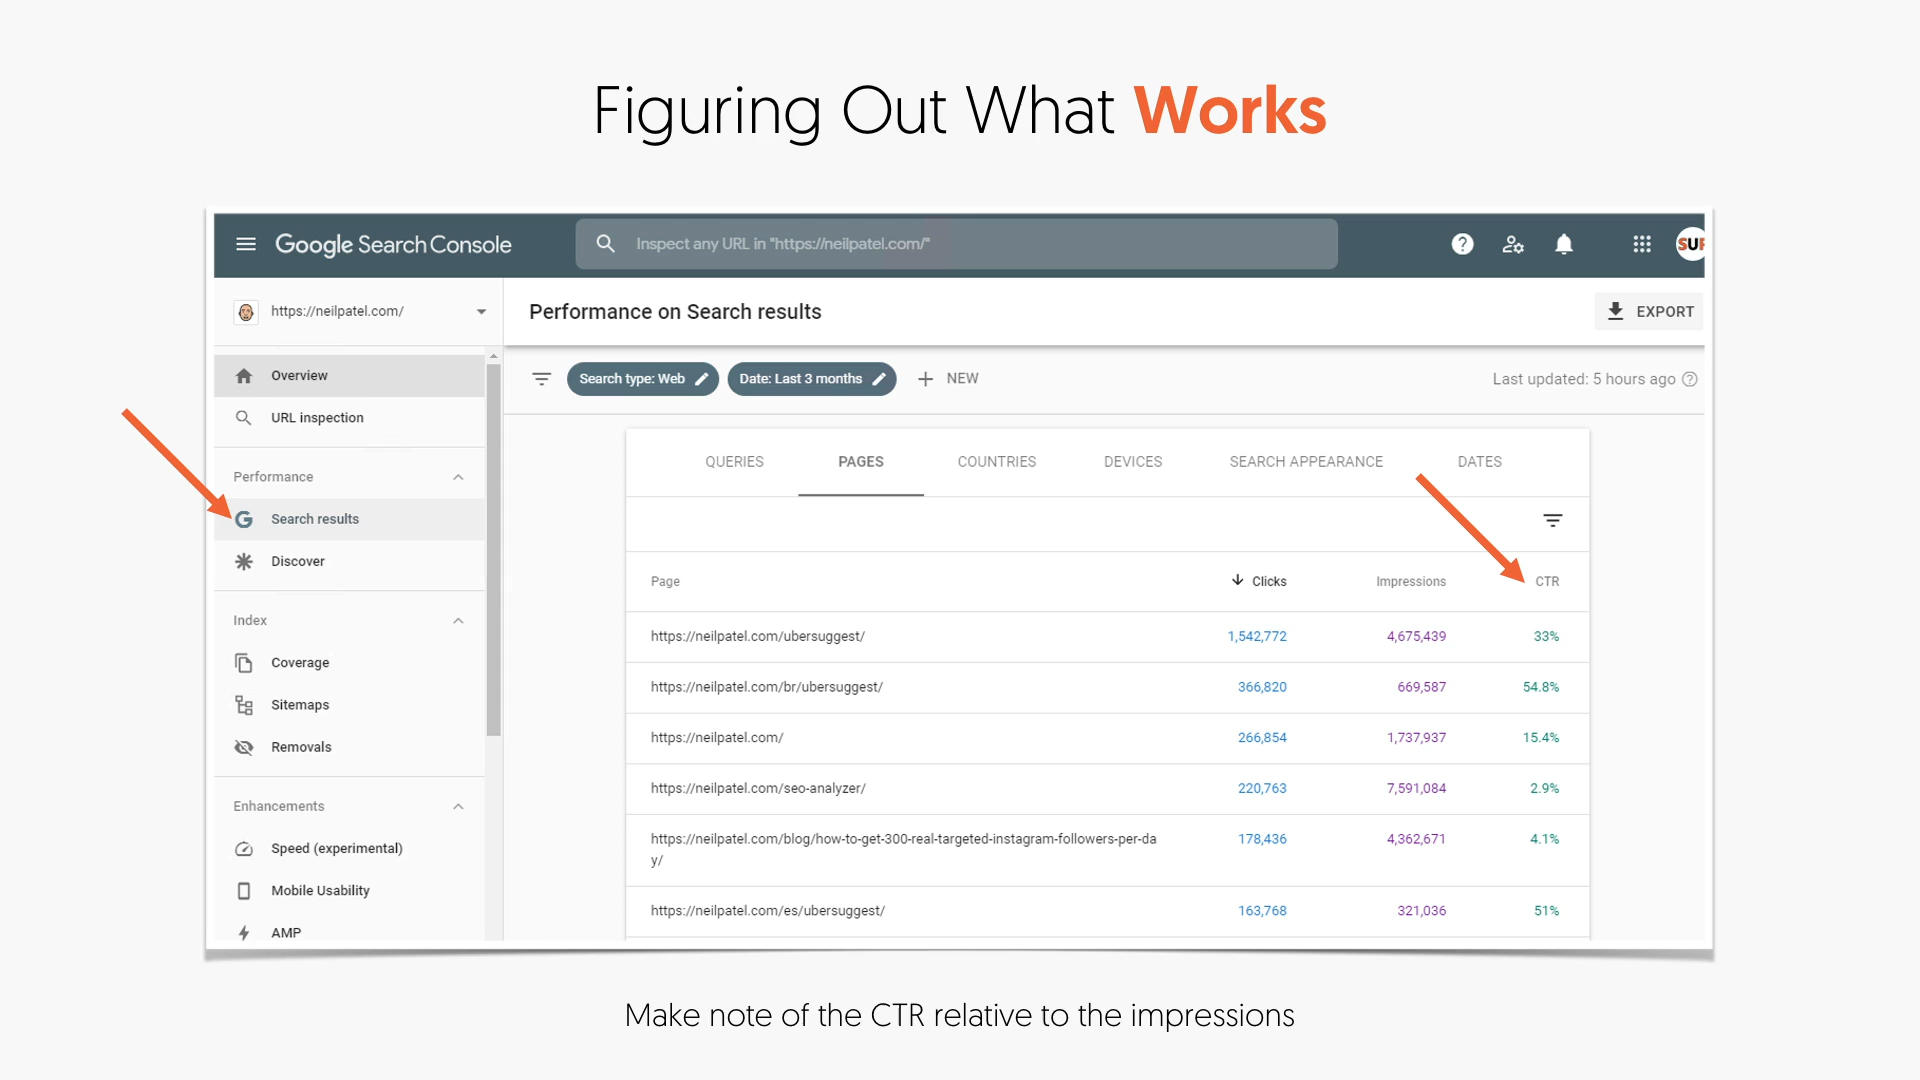 Figuring Out What Works
Google Search Console
Inspect any URL in "https://neilpatel.com/"
?
SUF
https://neilpatel.com/
Performance on Search results
EXPORT
Overview
URL inspection
Performance
Search results
Discover
Index
Coverage
Sitemaps
Removals
Enhancements
Speed (experimental)
Mobile Usability
AMP
Search type: Web
Date: Last 3 months
NEW
Last updated: 5 hours ago ?
QUERIES PAGES COUNTRIES DEVICES SEARCH APPEARANCE DATES
Page Clicks Impressions CTR
https://neilpatel.com/ubersuggest/ 1,542,772 4,675,439 33%
https://neilpatel.com/br/ubersuggest/ 366,820 669,587 54.8%
https://neilpatel.com/ 266,854 1,737,937 15.4%
https://neilpatel.com/seo-analyzer/ 220,763 7,591,084 2.9%
https://neilpatel.com/blog/how-to-get-300-real-targeted-instagram-followers-per-da 178,436 4,362,671 4.1%
y/
https://neilpatel.com/es/ubersuggest/ 163,768 321,036 51%
Make note of the CTR relative to the impressions